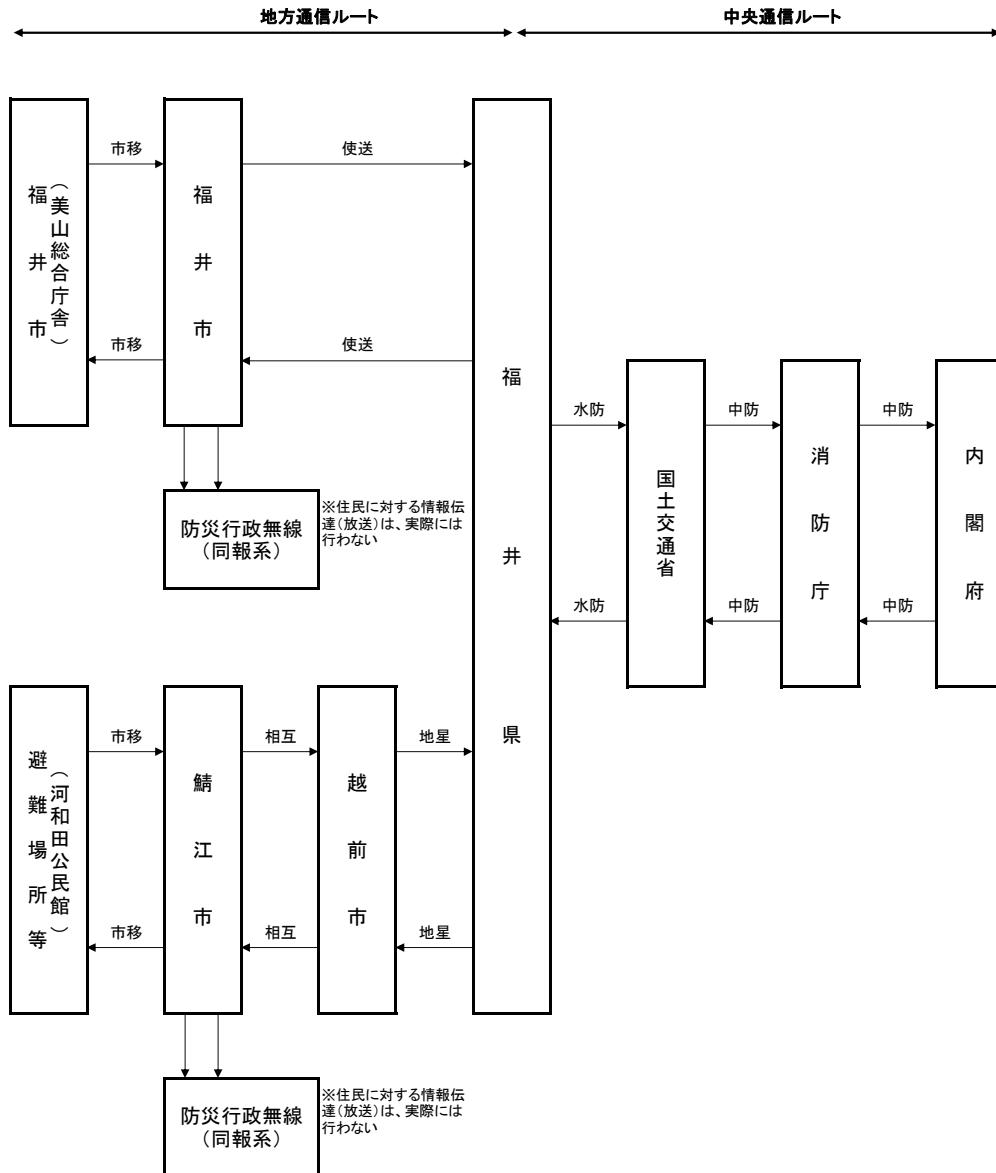 地方通信ルート
中央通信ルート
福井市
（美山総合庁舎）
市移
市移
福井市
使送
使送
防災行政無線
（同報系）
※住民に対する情報伝
達（放送）は、実際には
行わない
福井県
水防
水防
国土交通省
中防
中防
消防庁
中防
中防
内閣府
避難場所等
（河和田公民館）
市移
市移
鯖江市
相互
相互
越前市
地星
地星
防災行政無線
（同報系）
※住民に対する情報伝
達（放送）は、実際には
行わない